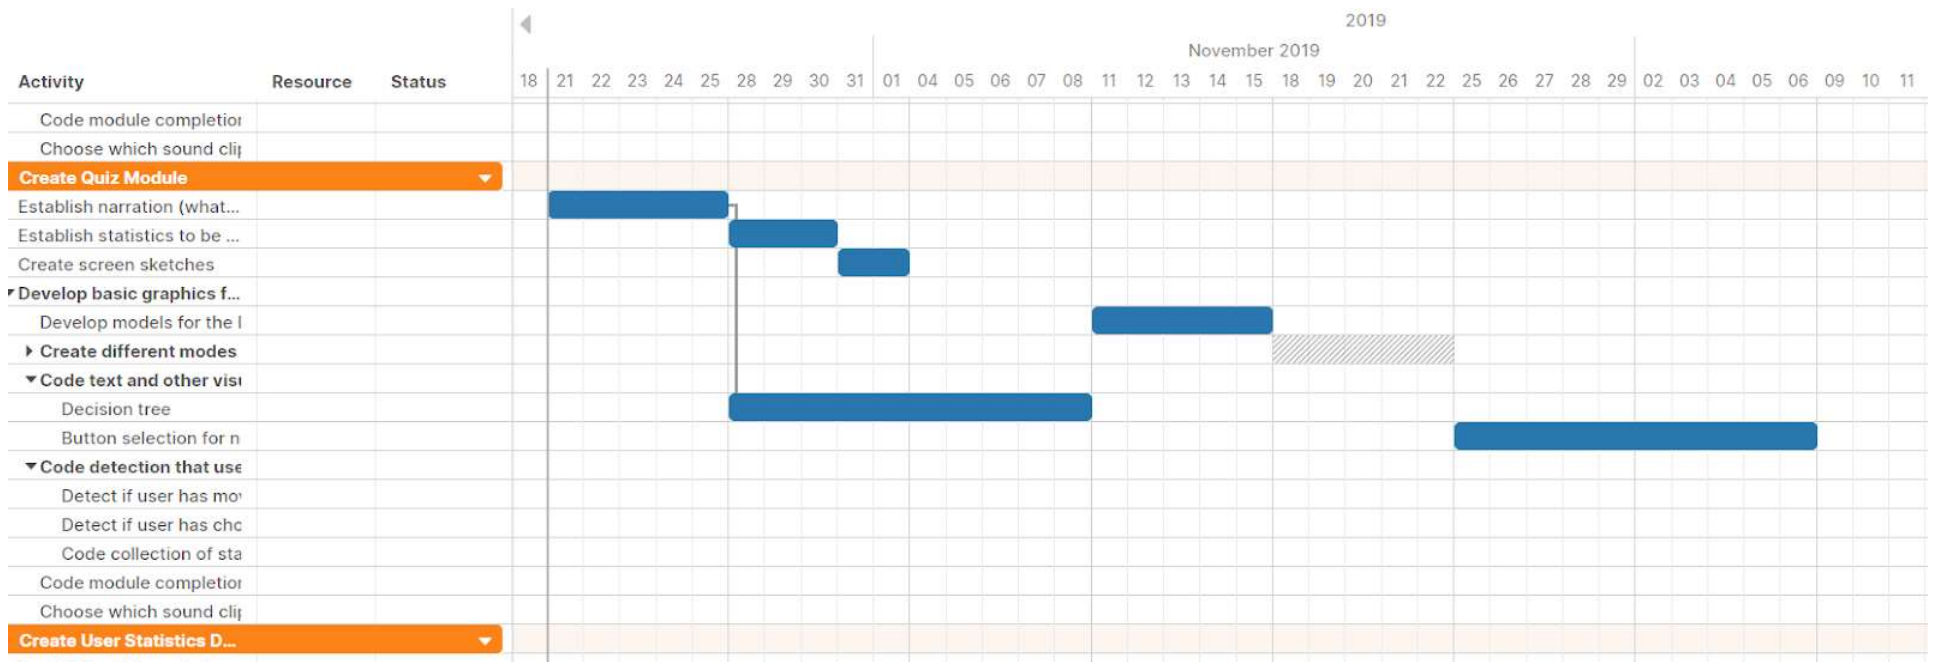 2019
November 2019
Activity Resource Status 18 21 22 23 24 25 28 29 30 31 01 04 05 06 07 08 11 12 13 14 15 18 19 20 21 22 25 26 27 28 29 02 03 04 05 06 09 10 11
Code module completior
Choose which sound clip
Create Quiz Module
Establish narration (what...
Establish statistics to be ...
Create screen sketches
Develop basic graphics f...
Develop models for the l
Create different modes
Code text and other visu
Decision tree
Button selection for n
Code detection that use
Detect if user has mov
Detect if user has cho
Code collection of sta
Code module completior
Choose which sound clip
Create User Statistics D...